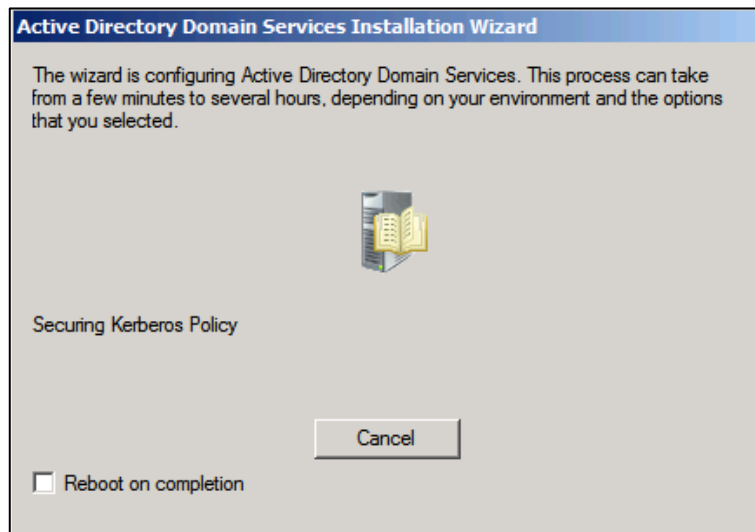 Active Directory Domain Services Installation Wizard
The wizard is configuring Active Directory Domain Services. This process can take
from a few minutes to several hours, depending on your environment and the options
that you selected.
Securing Kerberos Policy
Cancel
Reboot on completion